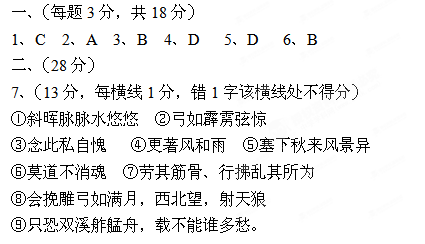 一、（每题 3 分，共 18 分）
1、C 2、A 3、B 4、D 5、D 6、B
二、（28 分）
7、（13 分，每横线 1 分，错 1 字该横线处不得分）
①斜晖脉脉水悠悠 ②弓如霹雳弦惊
③念此私自愧 ④更著风和雨 ⑤塞下秋来风景异
⑥莫道不消魂 ⑦劳其筋骨、行拂乱其所为
⑧会挽雕弓如满月，西北望，射天狼
⑨只恐双溪舴艋舟，载不能谁多愁。